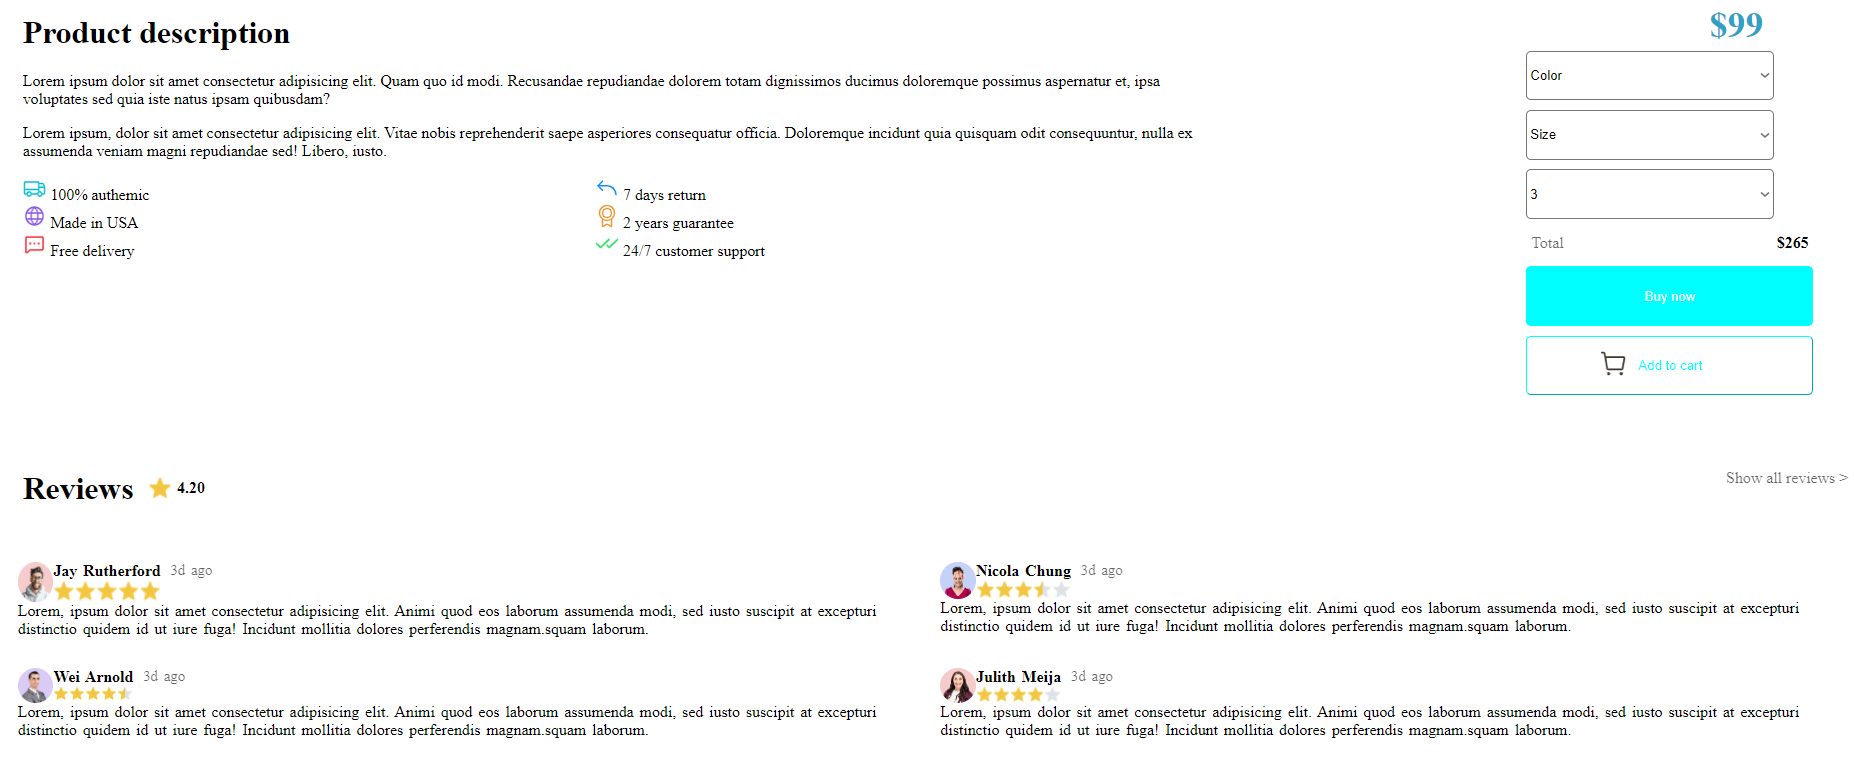 Product description
Lorem ipsum dolor sit amet consectetur adipisicing elit. Quam quo id modi. Recusandae repudiandae dolorem totam dignissimos ducimus doloremque possimus aspernatur et, ipsa
voluptates sed quia iste natus ipsam quibusdam?
Lorem ipsum, dolor sit amet consectetur adipisicing elit. Vitae nobis reprehenderit saepe asperiores consequatur officia. Doloremque incidunt quia quisquam odit consequuntur, nulla ex
assumenda veniam magni repudiandae sed! Libero, iusto.
100% authemic
7 days return
Made in USA
2 years guarantee
Free delivery
24/7 customer support
$99
Color
Size
3
Total $265
Buy now
Add to cart
Reviews 4.20
Show all reviews >
Jay Rutherford 3d ago
Lorem, ipsum dolor sit amet consectetur adipisicing elit. Animi quod eos laborum assumenda modi, sed iusto suscipit at excepturi
distinctio quidem id ut iure fuga! Incidunt mollitia dolores perferendis magnam.squam laborum.
Nicola Chung 3d ago
Lorem, ipsum dolor sit amet consectetur adipisicing elit. Animi quod eos laborum assumenda modi, sed iusto suscipit at excepturi
distinctio quidem id ut iure fuga! Incidunt mollitia dolores perferendis magnam.squam laborum.
Wei Arnold 3d ago
Lorem, ipsum dolor sit amet consectetur adipisicing elit. Animi quod eos laborum assumenda modi, sed iusto suscipit at excepturi
distinctio quidem id ut iure fuga! Incidunt mollitia dolores perferendis magnam.squam laborum.
Julith Meija 3d ago
Lorem, ipsum dolor sit amet consectetur adipisicing elit. Animi quod eos laborum assumenda modi, sed iusto suscipit at excepturi
distinctio quidem id ut iure fuga! Incidunt mollitia dolores perferendis magnam.squam laborum.